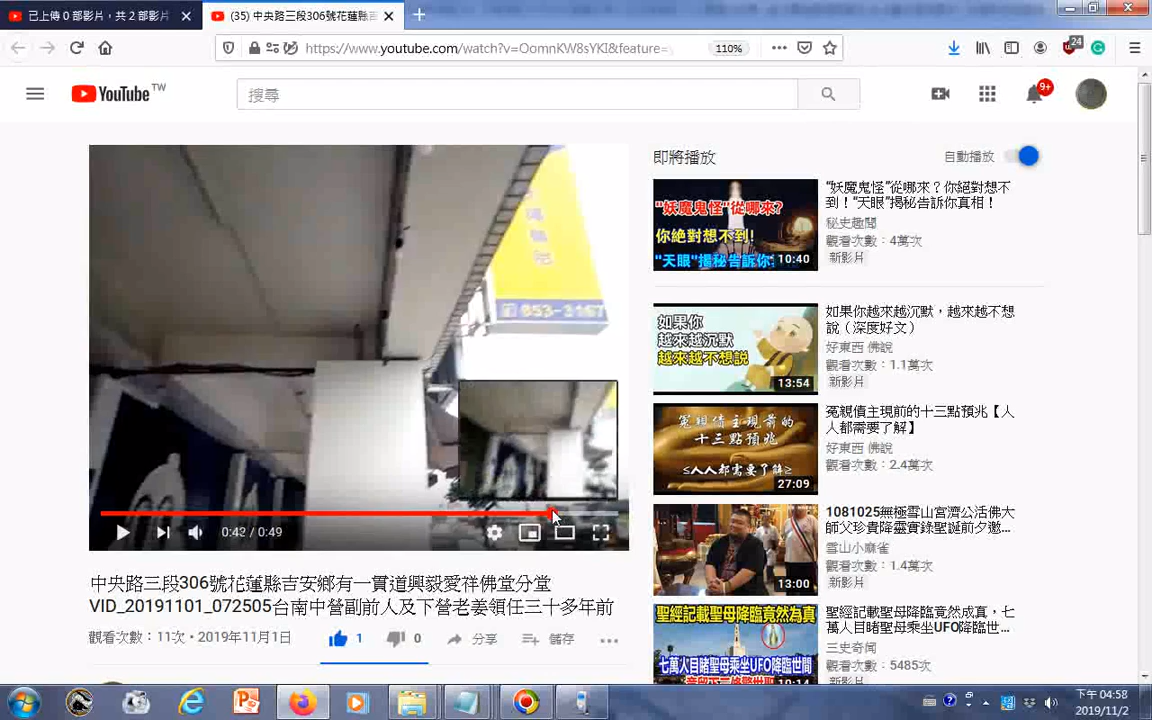 已上傳 0 部影片，共 2 部影片
(35) 中央路三段306號花蓮縣吉
https://www.youtube.com/watch?v=OomnKW8sYKI&feature=
110%
24
YouTube TW
搜尋
9+
即將播放
自動播放
853-3167
"妖魔鬼怪"從哪來?
你絕對想不到!
"天眼"揭秘告訴你
10:40
“妖魔鬼怪”從哪來？你絕對想不
到！“天眼”揭秘告訴你真相！
秘史趣聞
觀看次數：4萬次
新影片
如果你
越來越沉默
越來越不想說
13:54
如果你越來越沉默，越來越不想
說（深度好文）
好東西 佛說
觀看次數：1.1萬次
新影片
冤親債主現前的
十三點預兆
≤人人都需要了解≥
27:09
冤親債主現前的十三點預兆【人
人都需要了解】
好東西 佛說
觀看次數：2.4萬次
13:00
1081025無極雪山宮濟公活佛大
師父珍貴降靈寶錄聖誕前夕邀...
雪山小麻雀
觀看次數：1.4萬次
新影片
聖經記載聖母降臨竟然為真
七萬人目睹聖母乘坐UFO降臨世間
10:14
聖經記載聖母降臨竟然成真，七
萬人目睹聖母乘坐UFO降臨世...
三史奇闻
觀看次數：5485次
新影片
0:42 / 0:49
中央路三段306號花蓮縣吉安鄉有一貫道興毅愛祥佛堂分堂
VID_20191101_072505台南中營副前人及下營老姜領任三十多年前
觀看次數：11次 • 2019年11月1日
1
0
分享
儲存
下午 04:58
2019/11/2